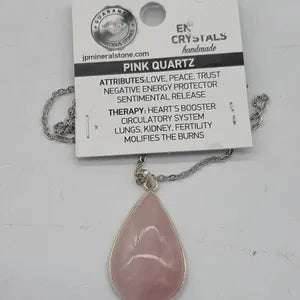 GUARANTEED
jpmineralstone.com
EN
CRYSTALS
handmade
PINK QUARTZ
ATTRIBUTES:LOVE, PEACE, TRUST
NEGATIVE ENERGY PROTECTOR
SENTIMENTAL RELEASE
THERAPY: HEART'S BOOSTER
CIRCULATORY SYSTEM
LUNGS, KIDNEY, FERTILITY
MOLIFIES THE BURNS